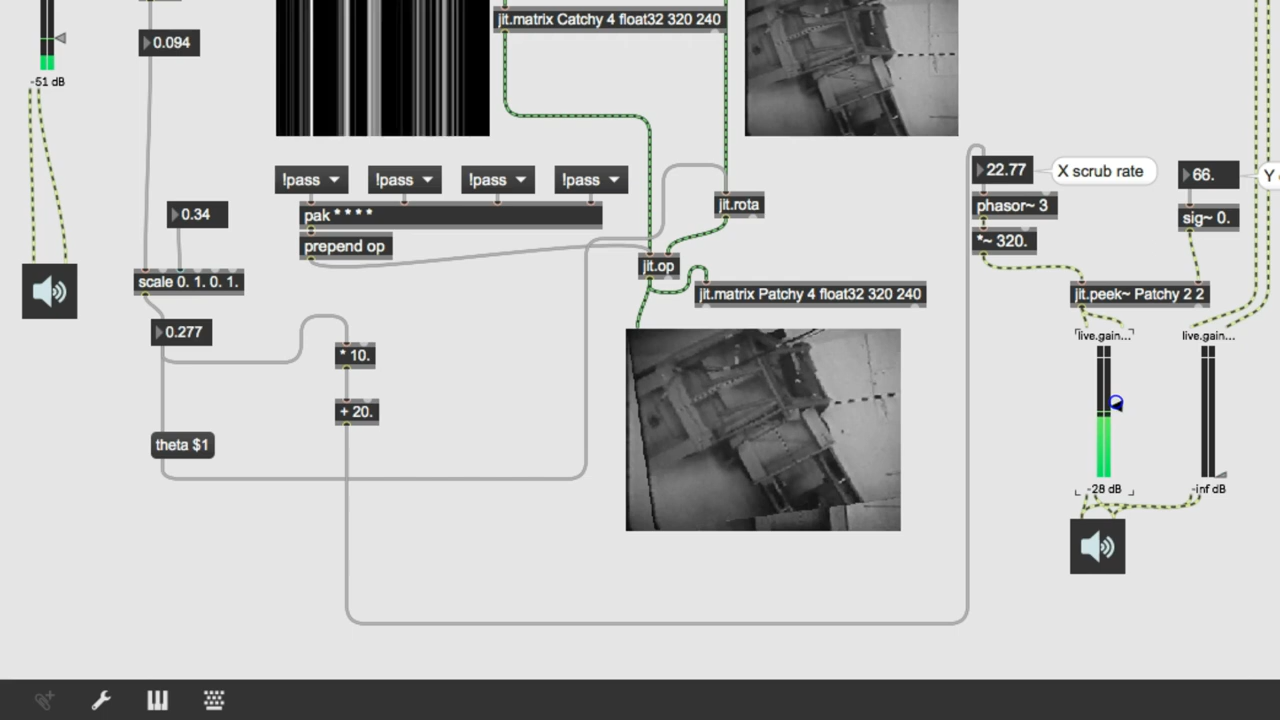 jit.matrix Catchy 4 float32 320 240
0.094
-51 dB
22.77
X scrub rate
66.
Y
!pass
!pass
!pass
!pass
phasor~ 3
jit.rota
pak * * * *
0.34
sig~ 0.
*~ 320.
prepend op
jit.op
scale 0. 1. 0. 1.
jit.matrix Patchy 4 float32 320 240
jit.peek~ Patchy 2 2
0.277
live.gain...
live.gain...
* 10.
+ 20.
theta $1
-28 dB
-inf dB